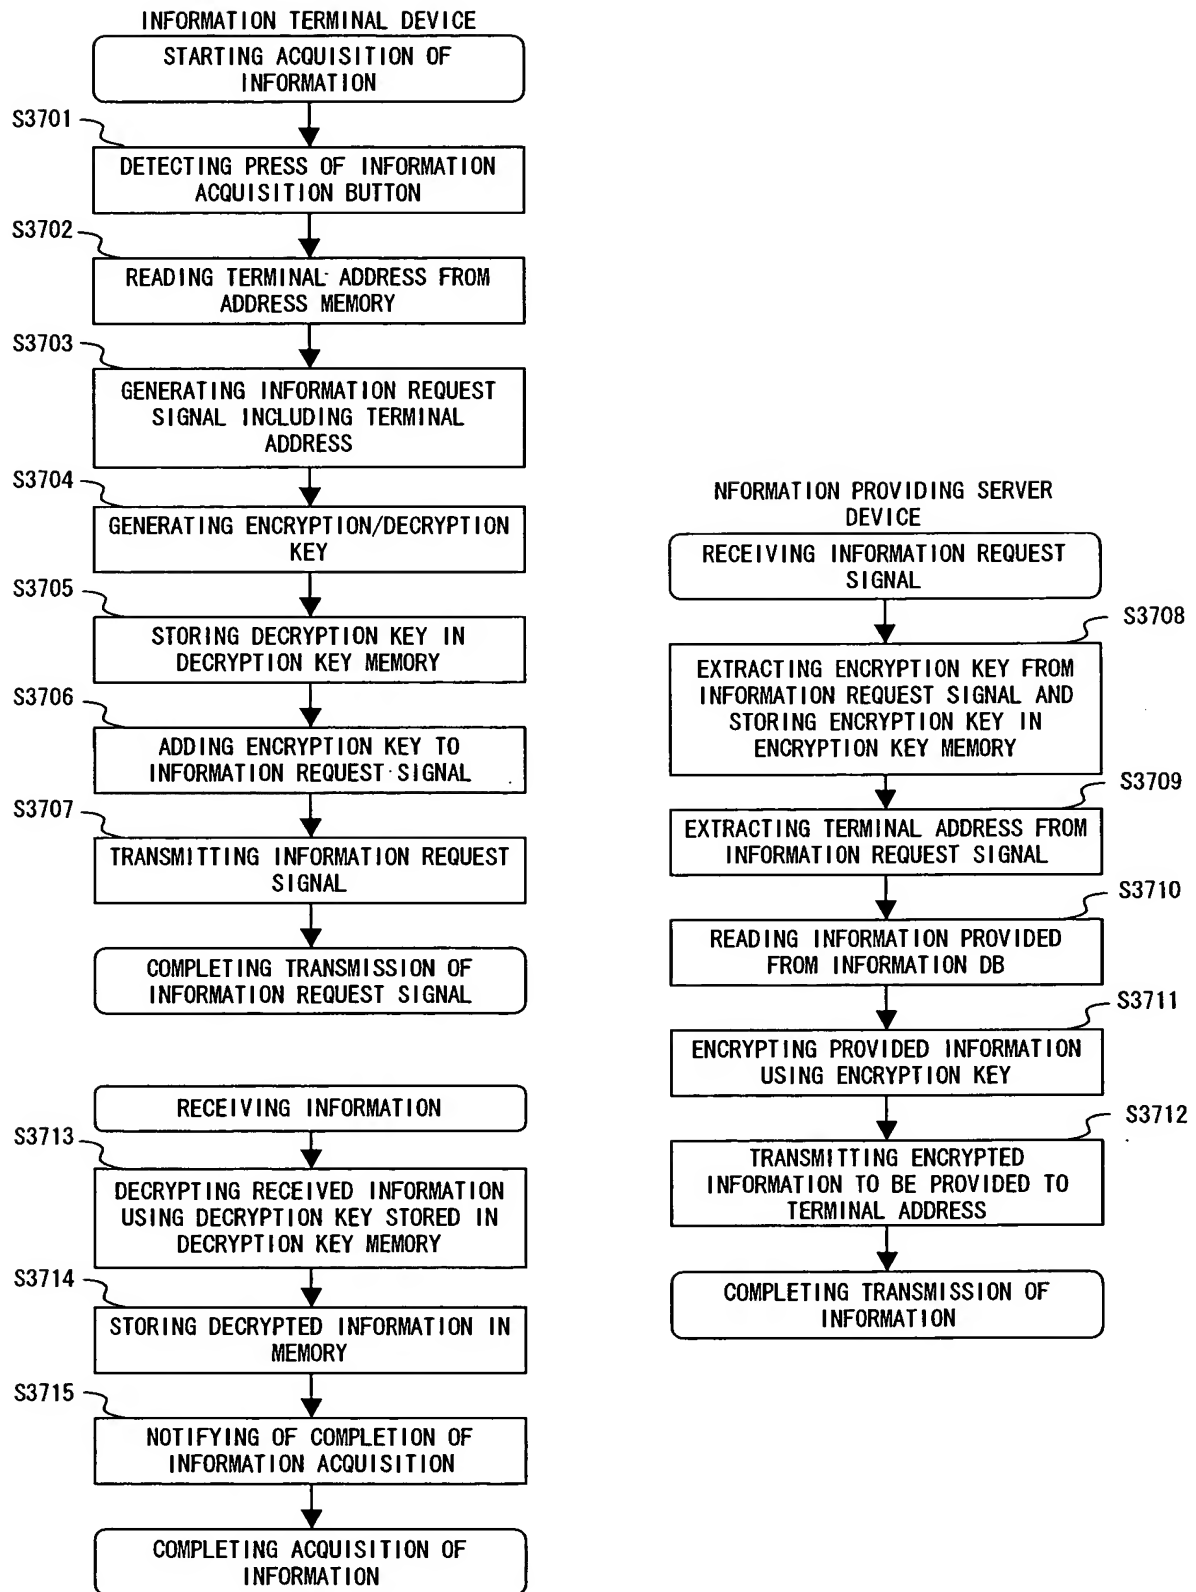 INFORMATION TERMINAL DEVICE
STARTING ACQUISITION OF
INFORMATION
S3701
DETECTING PRESS OF INFORMATION
ACQUISITION BUTTON
S3702
READING TERMINAL ADDRESS FROM
ADDRESS MEMORY
S3703
GENERATING INFORMATION REQUEST
SIGNAL INCLUDING TERMINAL
ADDRESS
S3704
GENERATING ENCRYPTION/DECRYPTION
KEY
S3705
STORING DECRYPTION KEY IN
DECRYPTION KEY MEMORY
S3706
ADDING ENCRYPTION KEY TO
INFORMATION REQUEST SIGNAL
S3707
TRANSMITTING INFORMATION REQUEST
SIGNAL
COMPLETING TRANSMISSION OF
INFORMATION REQUEST SIGNAL
RECEIVING INFORMATION
S3713
DECRYPTING RECEIVED INFORMATION
USING DECRYPTION KEY STORED IN
DECRYPTION KEY MEMORY
S3714
STORING DECRYPTED INFORMATION IN
MEMORY
S3715
NOTIFYING OF COMPLETION OF
INFORMATION ACQUISITION
COMPLETING ACQUISITION OF
INFORMATION
NFORMATION PROVIDING SERVER
DEVICE
RECEIVING INFORMATION REQUEST
SIGNAL
S3708
EXTRACTING ENCRYPTION KEY FROM
INFORMATION REQUEST SIGNAL AND
STORING ENCRYPTION KEY IN
ENCRYPTION KEY MEMORY
S3709
EXTRACTING TERMINAL ADDRESS FROM
INFORMATION REQUEST SIGNAL
S3710
READING INFORMATION PROVIDED
FROM INFORMATION DB
S3711
ENCRYPTING PROVIDED INFORMATION
USING ENCRYPTION KEY
S3712
TRANSMITTING ENCRYPTED
INFORMATION TO BE PROVIDED TO
TERMINAL ADDRESS
COMPLETING TRANSMISSION OF
INFORMATION